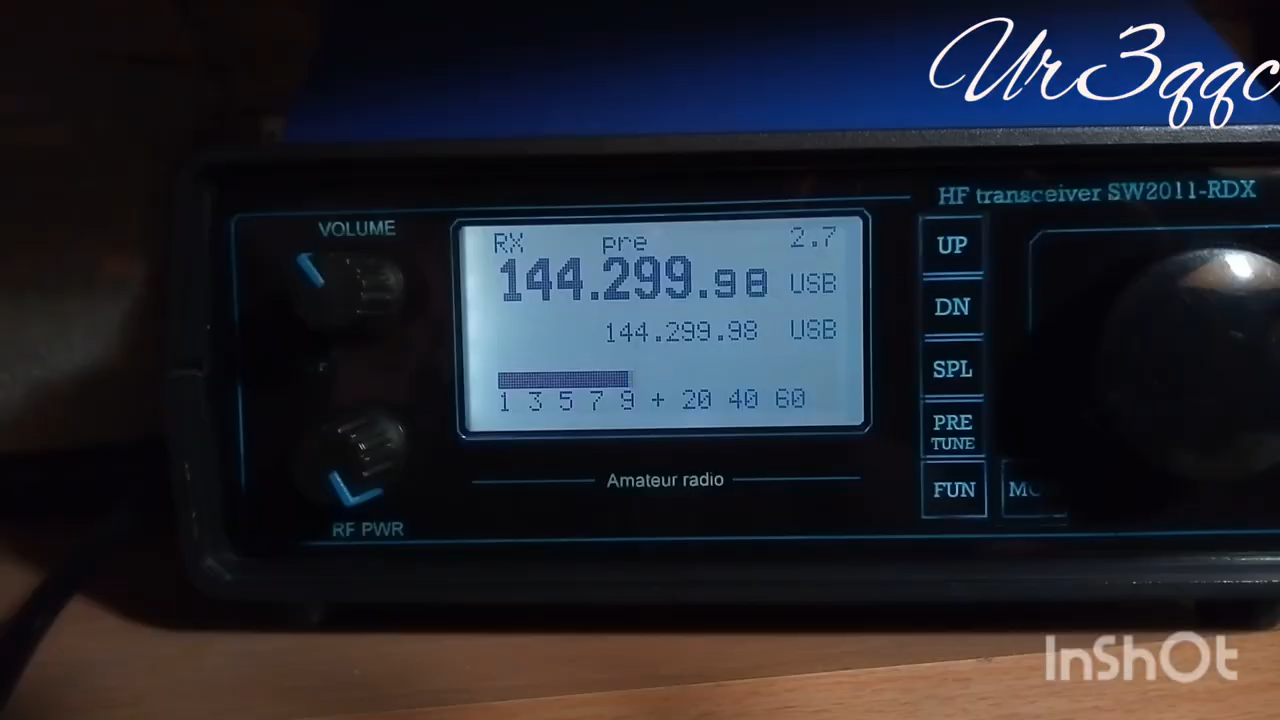 Ur3qqc
HF transceiver SW2011-RDX
VOLUME
RX pre 2.7
144.299.98 USB
144.299.98 USB
1 3 5 7 9 + 20 40 60
UP
DN
SPL
PRE
TUNE
FUN
Amateur radio
RF PWR
InShOt